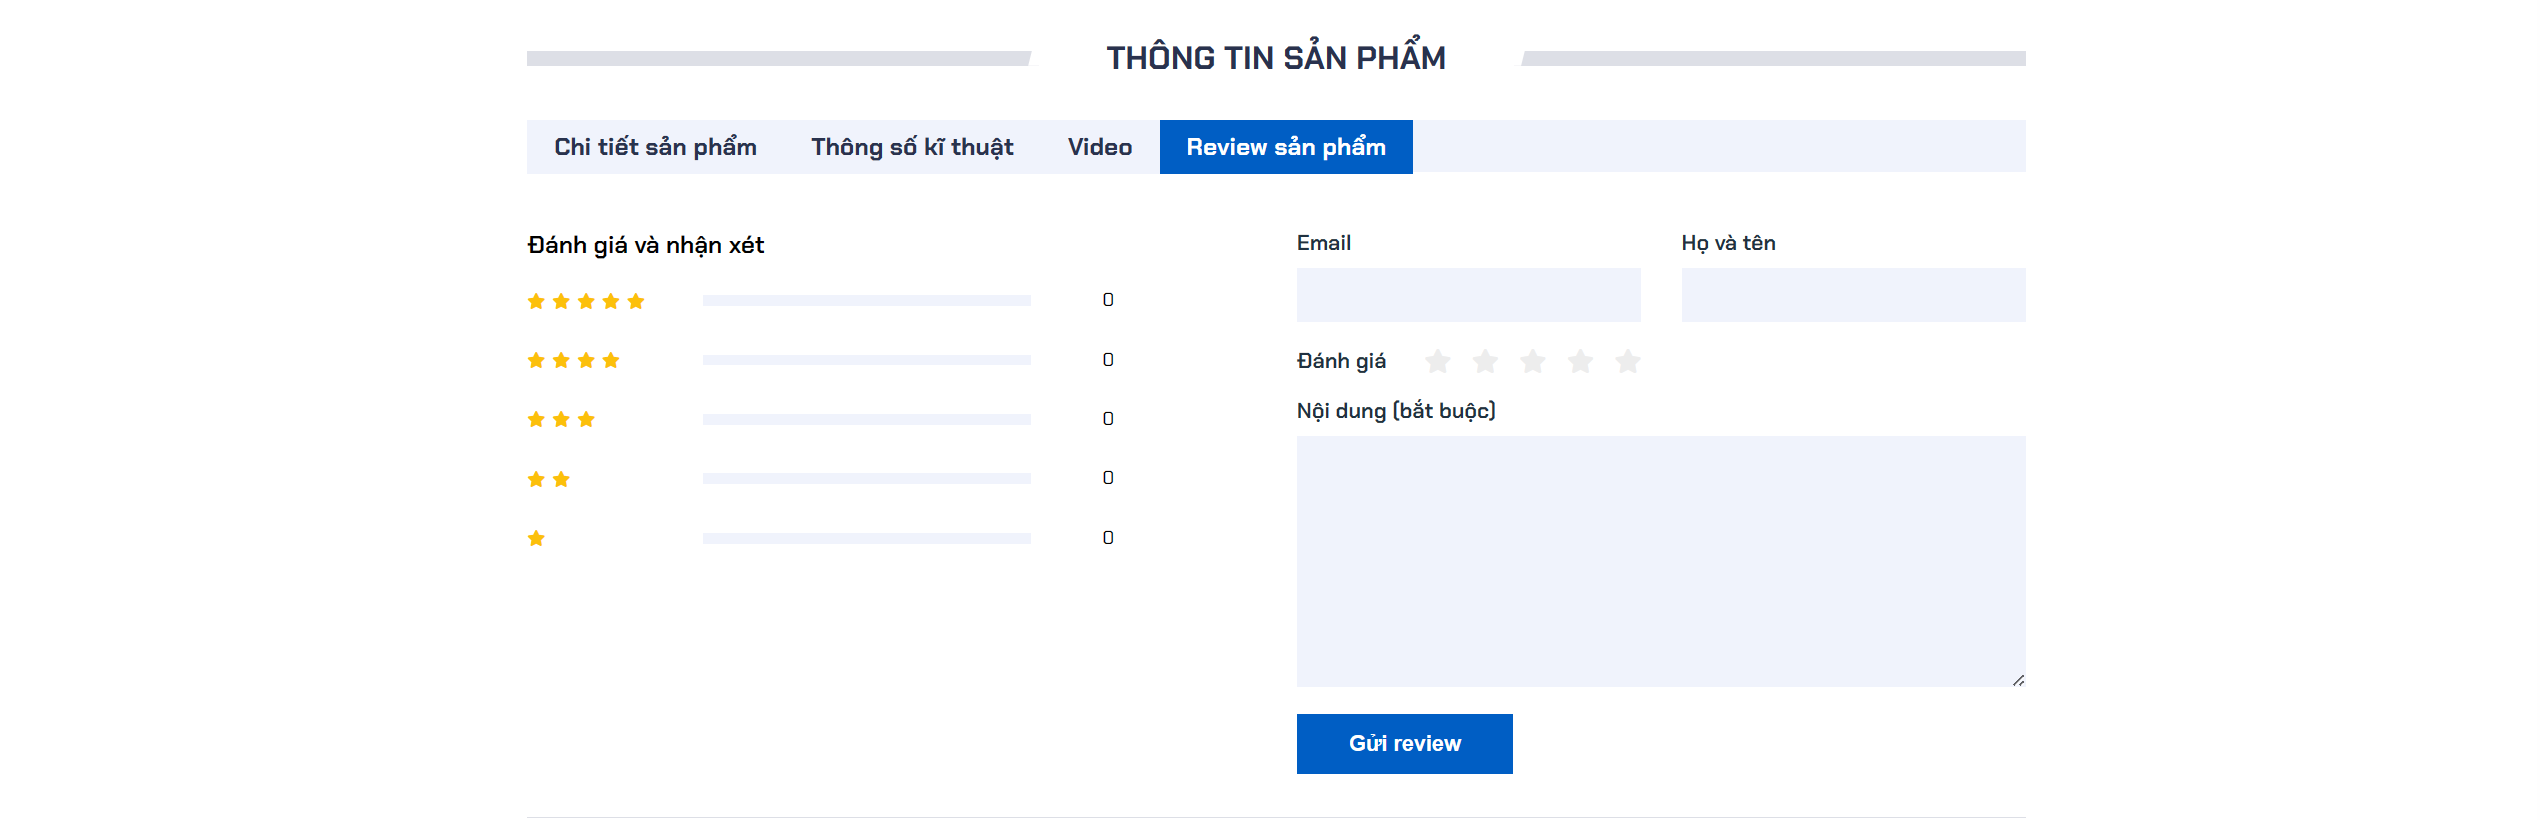 THÔNG TIN SẢN PHẨM
Chi tiết sản phẩm Thông số kĩ thuật Video Review sản phẩm
Đánh giá và nhận xét
0
0
0
0
0
Email Họ và tên
Đánh giá
Nội dung (bắt buộc)
Gửi review